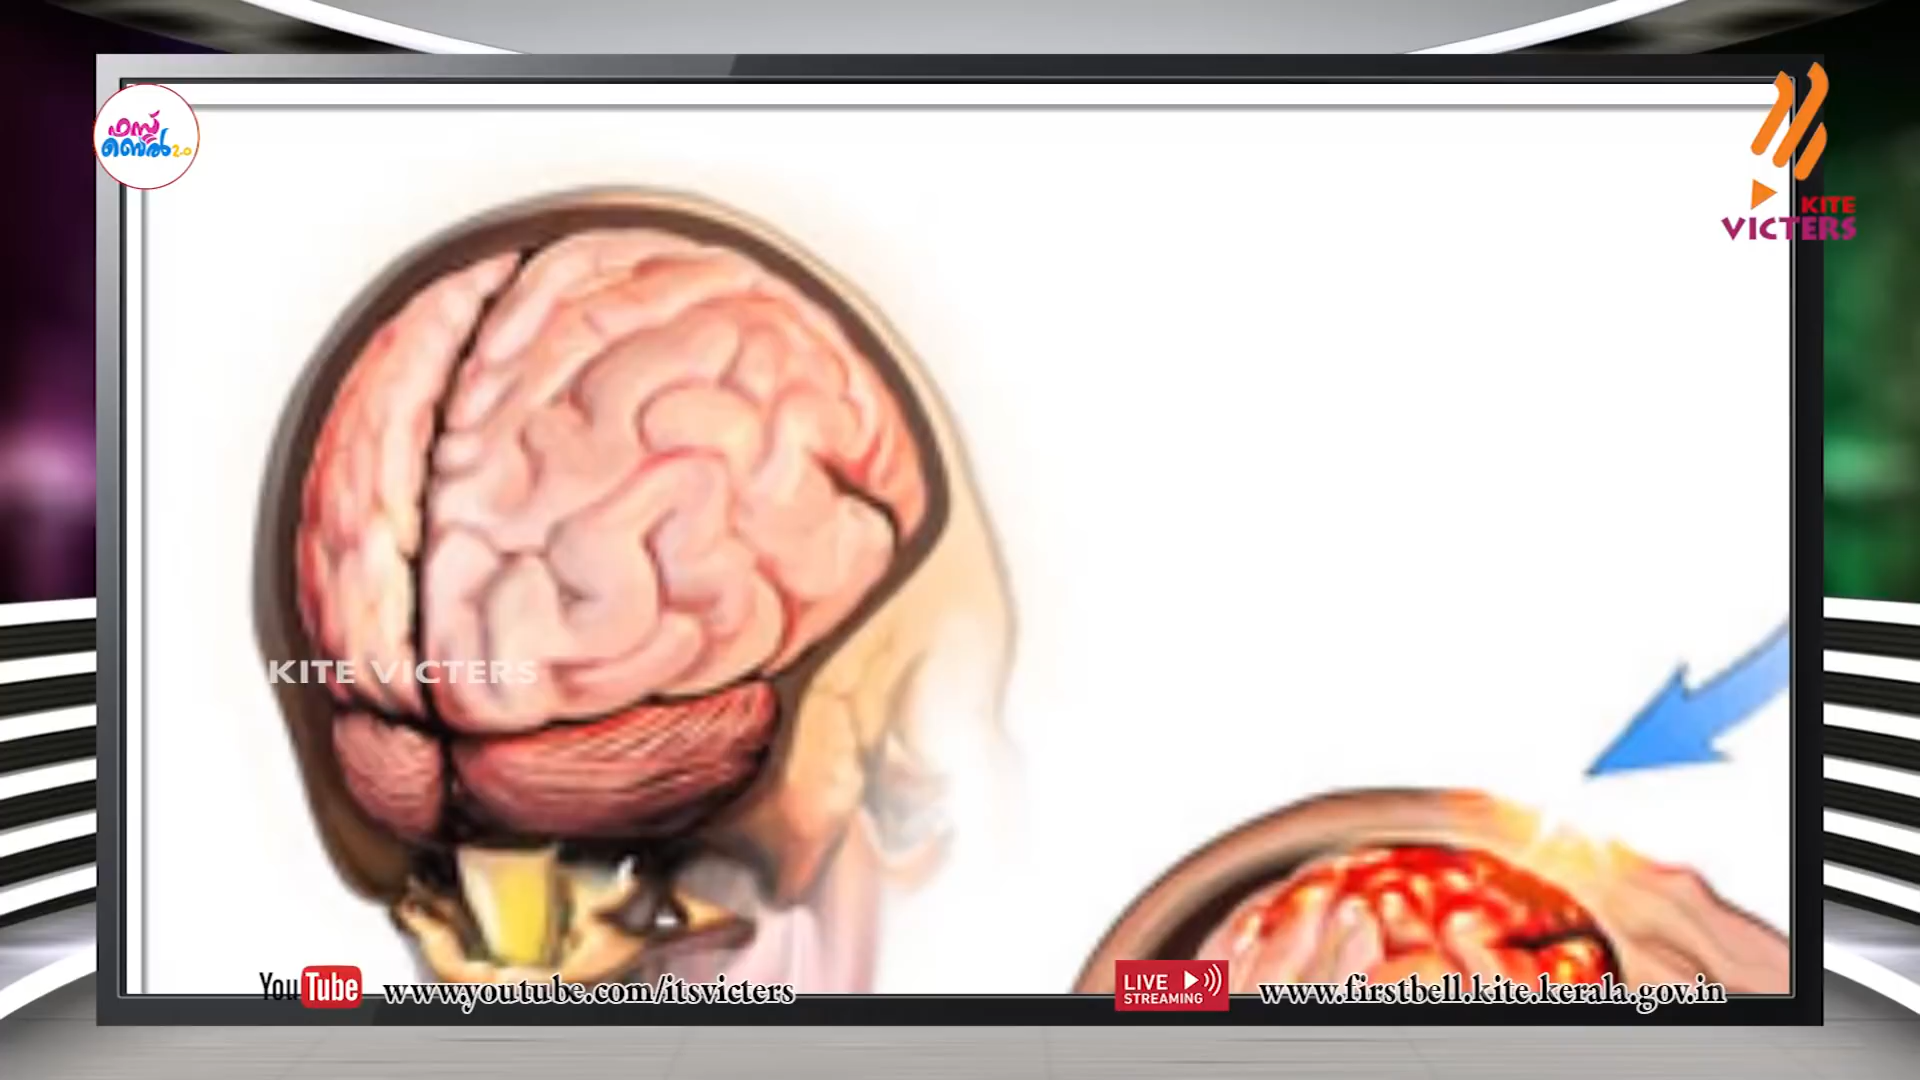 ഫസ്റ്റ്
ബെൽ 2.0
KITE
VICTERS
KITE VICTERS
YouTube www.youtube.com/itsvicters
LIVE
STREAMING
www.firstbell.kite.kerala.gov.in